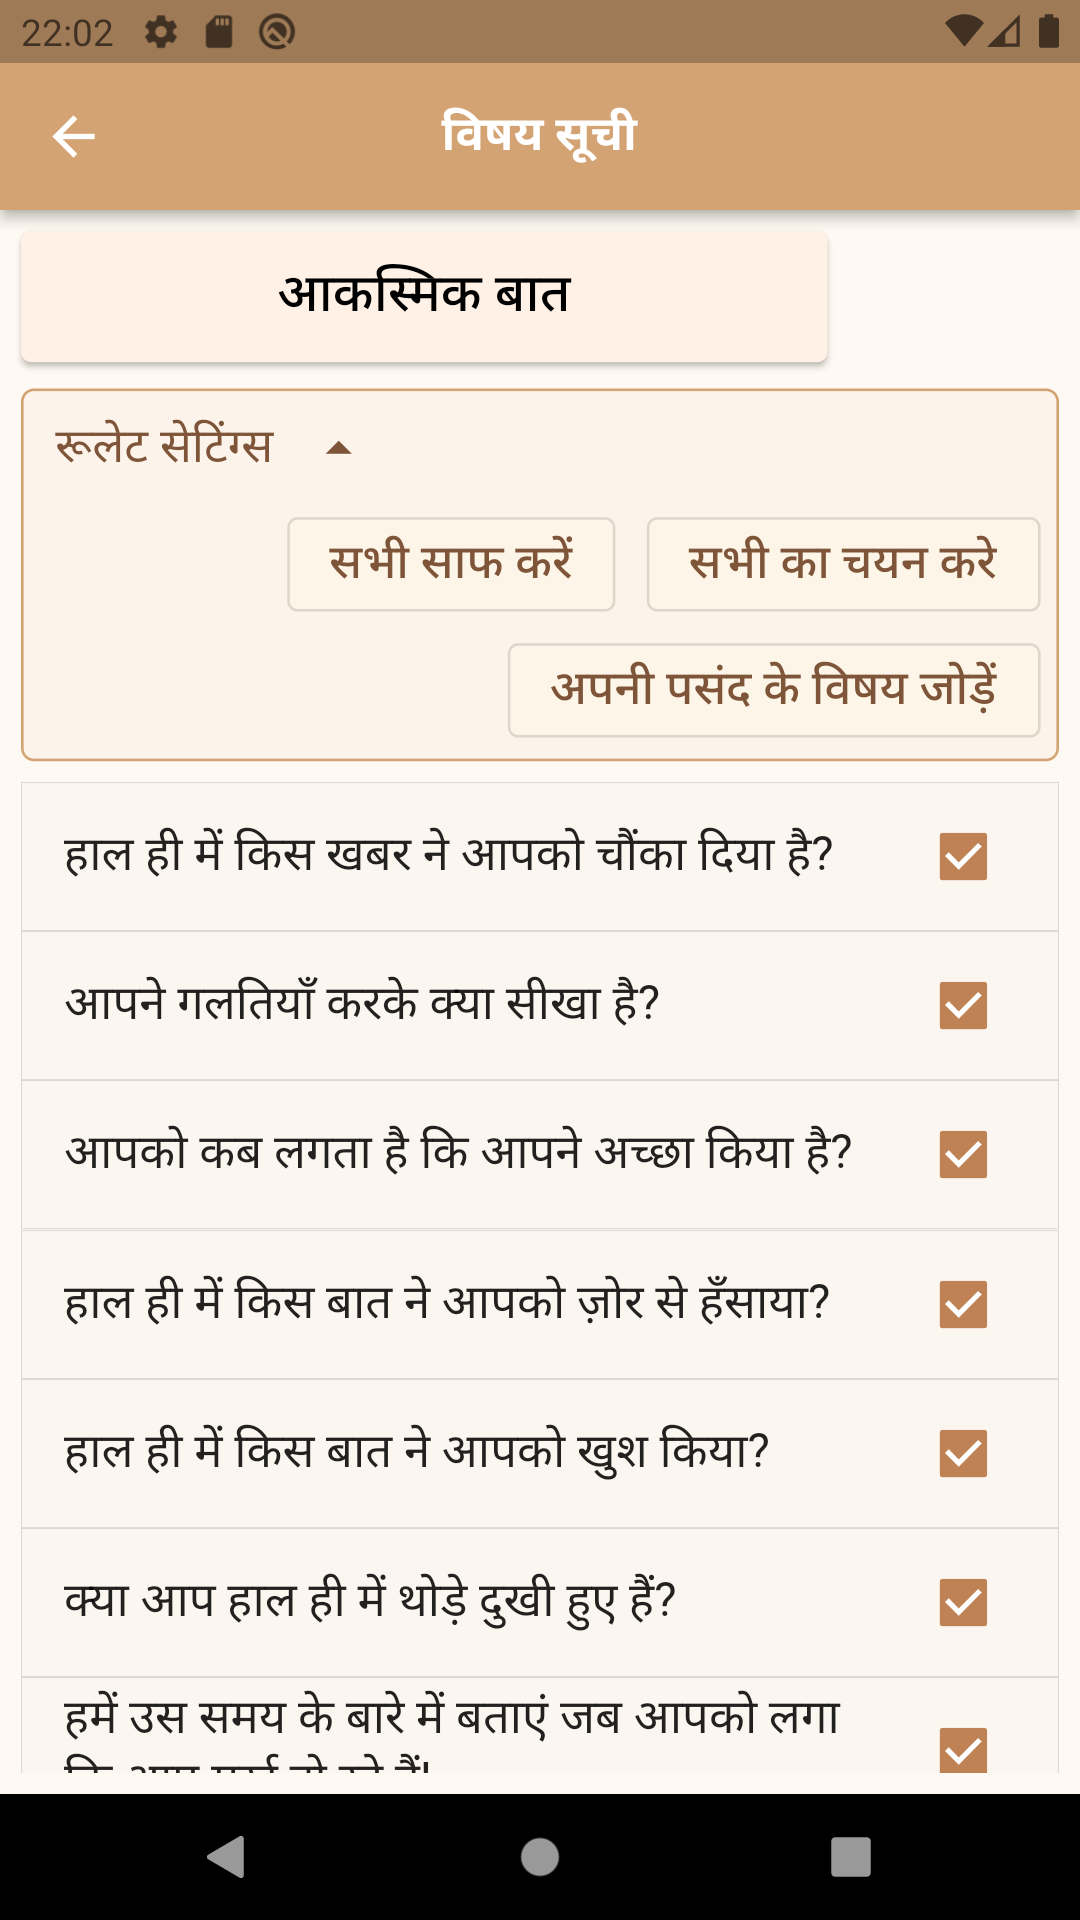 22:02
विषय सूची
आकस्मिक बात
रूलेट सेटिंग्स
सभी साफ करें सभी का चयन करे
अपनी पसंद के विषय जोड़ें
हाल ही में किस खबर ने आपको चौंका दिया है?
आपने गलतियाँ करके क्या सीखा है?
आपको कब लगता है कि आपने अच्छा किया है?
हाल ही में किस बात ने आपको ज़ोर से हँसाया?
हाल ही में किस बात ने आपको खुश किया?
क्या आप हाल ही में थोड़े दुखी हुए हैं?
हमें उस समय के बारे में बताएं जब आपको लगा